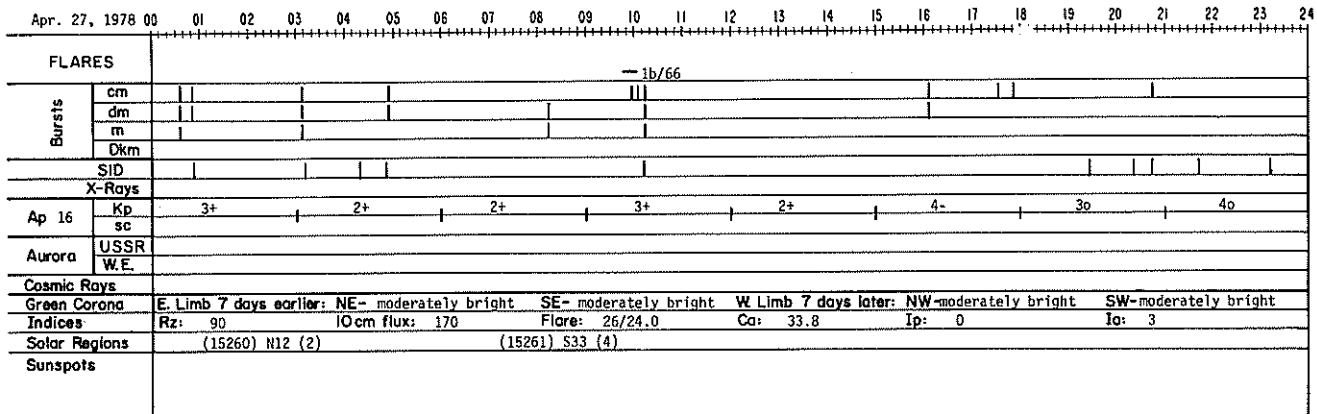 Apr. 27, 1978 00 01 02 03 04 05 06 07 08 09 10 11 12 13 14 15 16 17 18 19 20 21 22 23 24
FLARES
1b/66
Bursts
cm
dm
m
Dkm
SID
X-Rays
Ap 16
Kp 3+ 2+ 2+ 3+ 2+ 4- 3o 4o
sc
Aurora
USSR
W.E.
Cosmic Rays
Green Corona E. Limb 7 days earlier: NE- moderately bright SE- moderately bright W. Limb 7 days later: NW-moderately bright SW-moderately bright
Indices Rz: 90 10cm flux: 170 Flare: 26/24.0 Ca: 33.8 Ip: 0 Ia: 3
Solar Regions (15260) N12 (2) (15261) S33 (4)
Sunspots